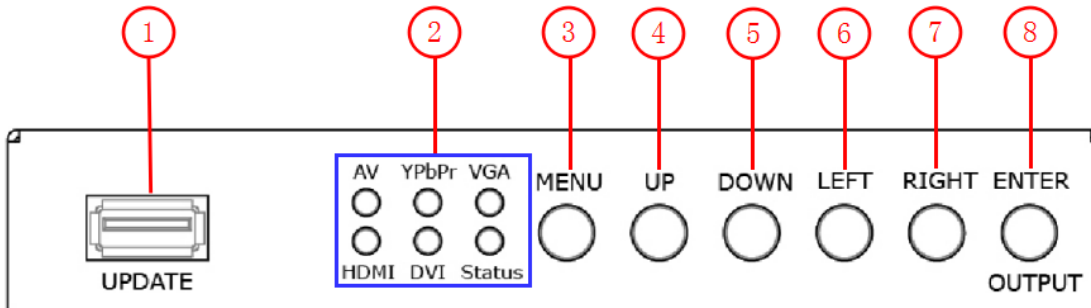 1 2 3 4 5 6 7 8
AV YPbPr VGA
MENU UP DOWN LEFT RIGHT ENTER
HDMI DVI Status
UPDATE OUTPUT